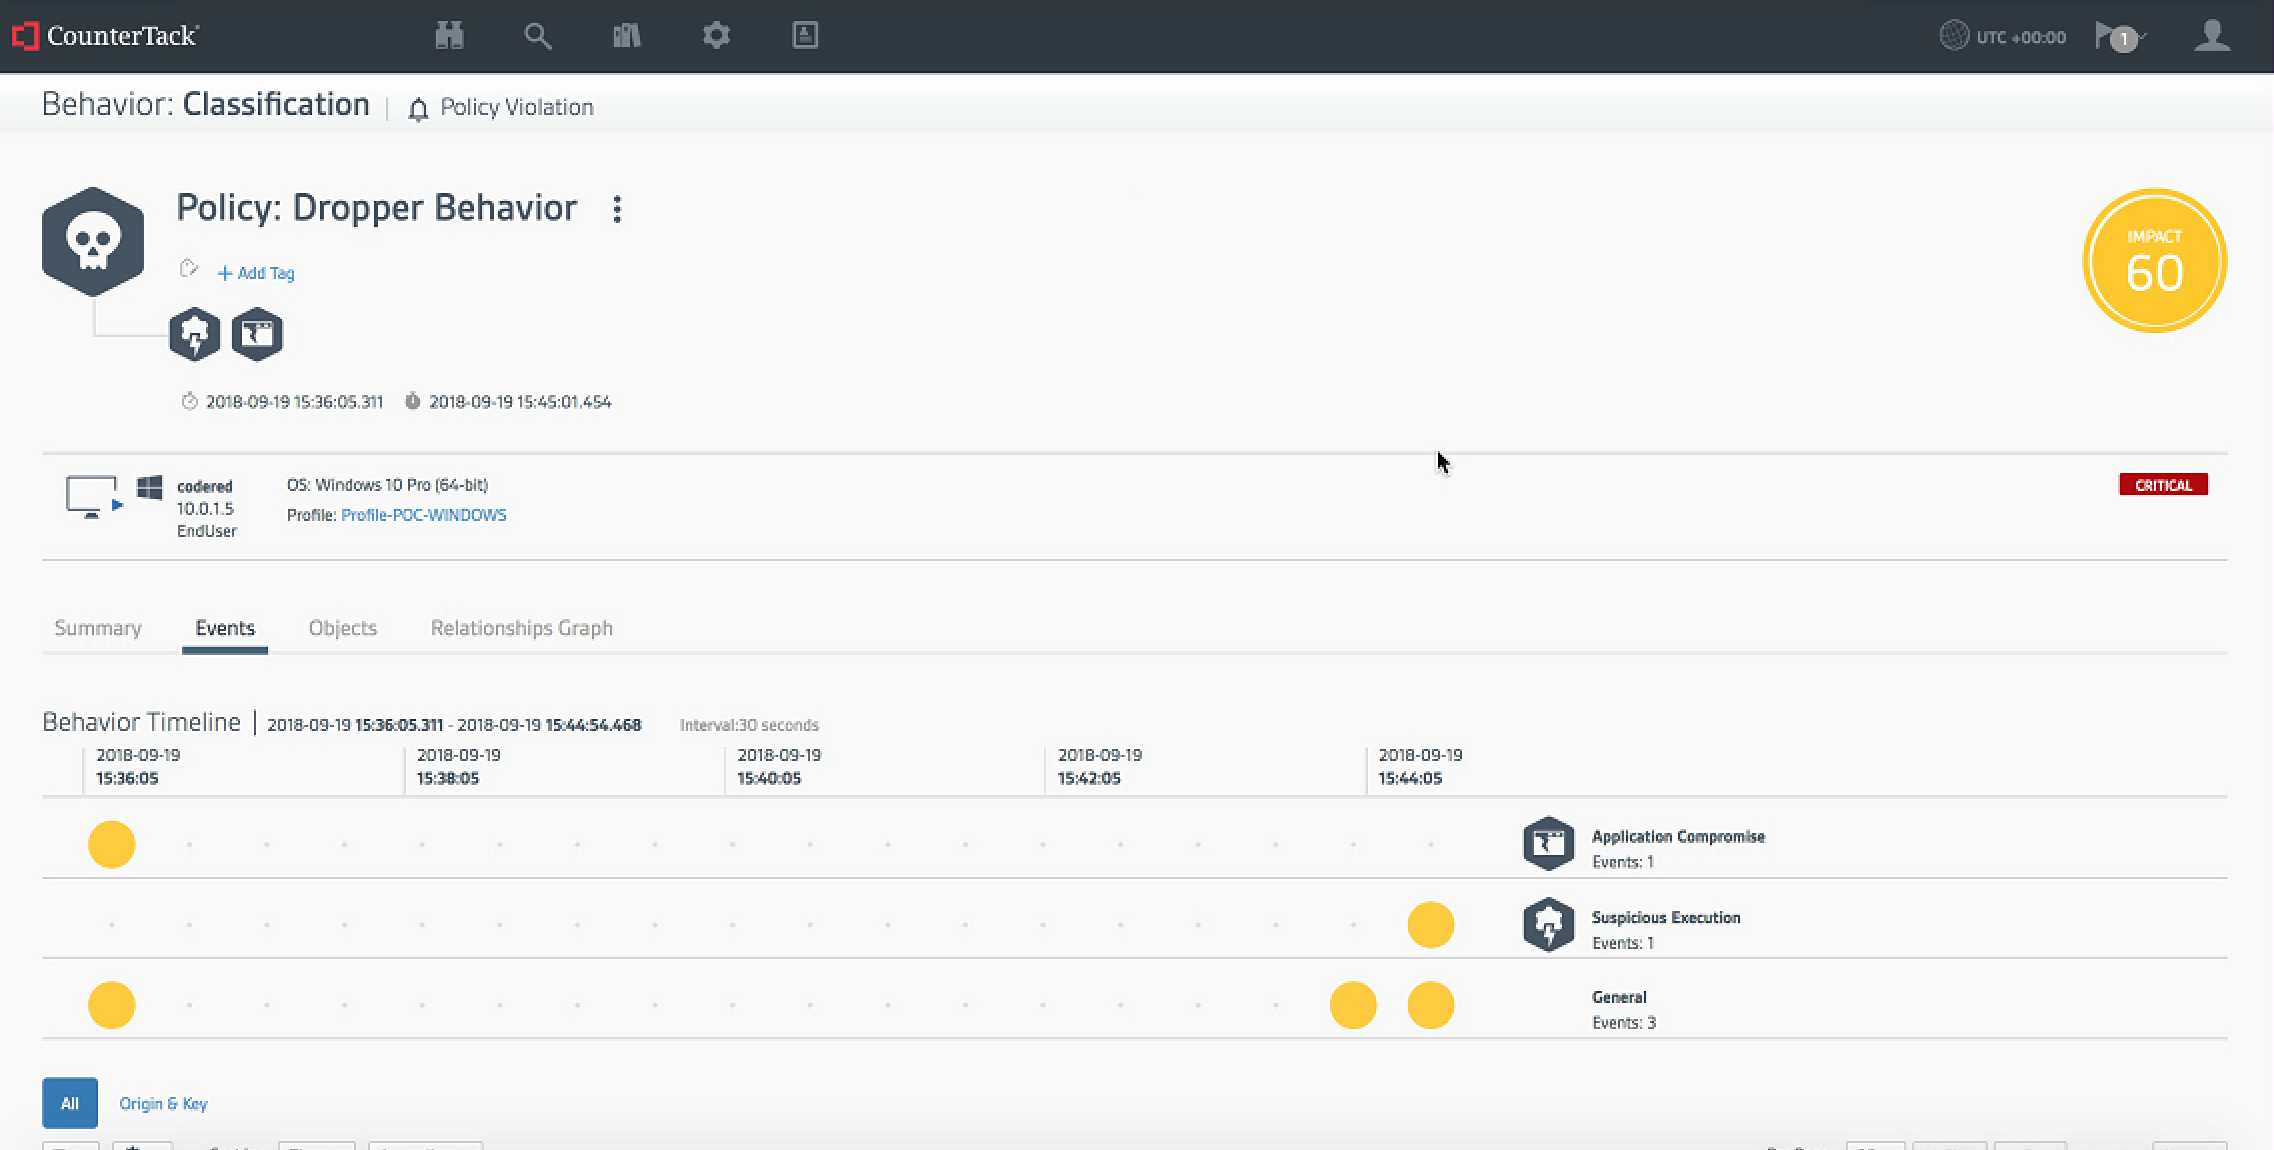 CounterTack
UTC +00:00
1
Behavior: Classification
Policy Violation
Policy: Dropper Behavior
+ Add Tag
IMPACT
60
2018-09-19 15:36:05.311
2018-09-19 15:45:01.454
codered
10.0.1.5
EndUser
OS: Windows 10 Pro (64-bit)
Profile: Profile-POC-WINDOWS
CRITICAL
Summary
Events
Objects
Relationships Graph
Behavior Timeline | 2018-09-19 15:36:05.311 - 2018-09-19 15:44:54.468
Interval:30 seconds
2018-09-19
15:36:05
2018-09-19
15:38:05
2018-09-19
15:40:05
2018-09-19
15:42:05
2018-09-19
15:44:05
Application Compromise
Events: 1
Suspicious Execution
Events: 1
General
Events: 3
All
Origin & Key